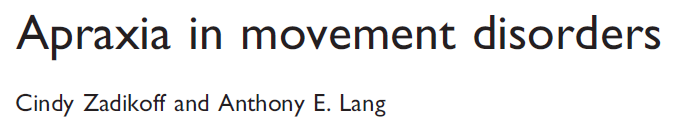 Apraxia in movement disorders
Cindy Zadikoff and Anthony E. Lang